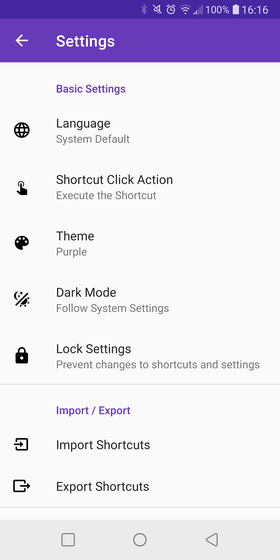 100% 16:16
Settings
Basic Settings
Language
System Default
Shortcut Click Action
Execute the Shortcut
Theme
Purple
Dark Mode
Follow System Settings
Lock Settings
Prevent changes to shortcuts and settings
Import / Export
Import Shortcuts
Export Shortcuts